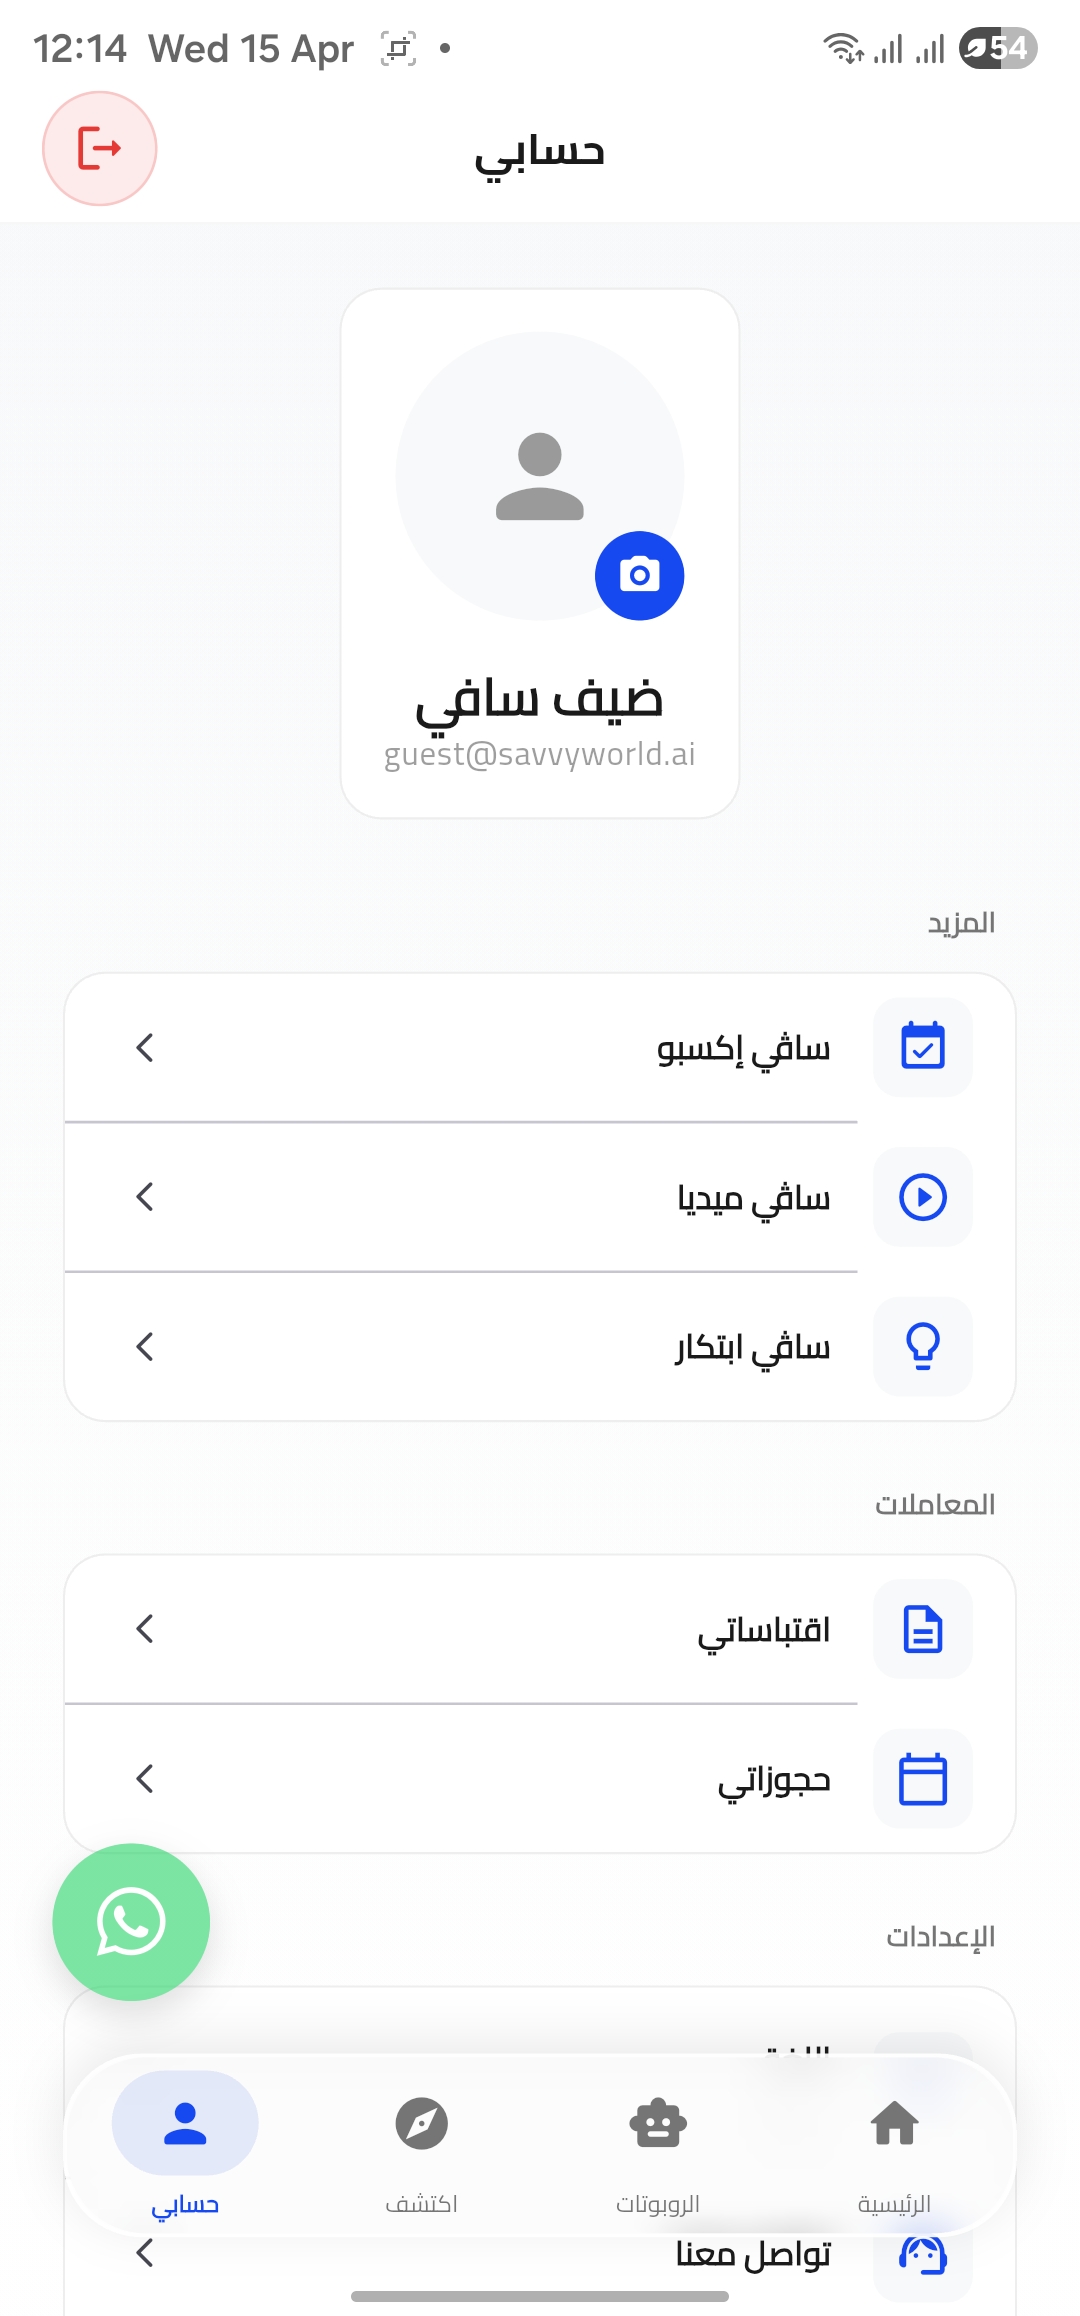 12:14 Wed 15 Apr 54
حسابي
ضيف سافي
guest@savvyworld.ai
المزيد
ساڤي إكسبو
ساڤي ميديا
ساڤي ابتكار
المعاملات
اقتباساتي
حجوزاتي
الإعدادات
الرئيسية
الروبوتات
اكتشف
حسابي
تواصل معنا